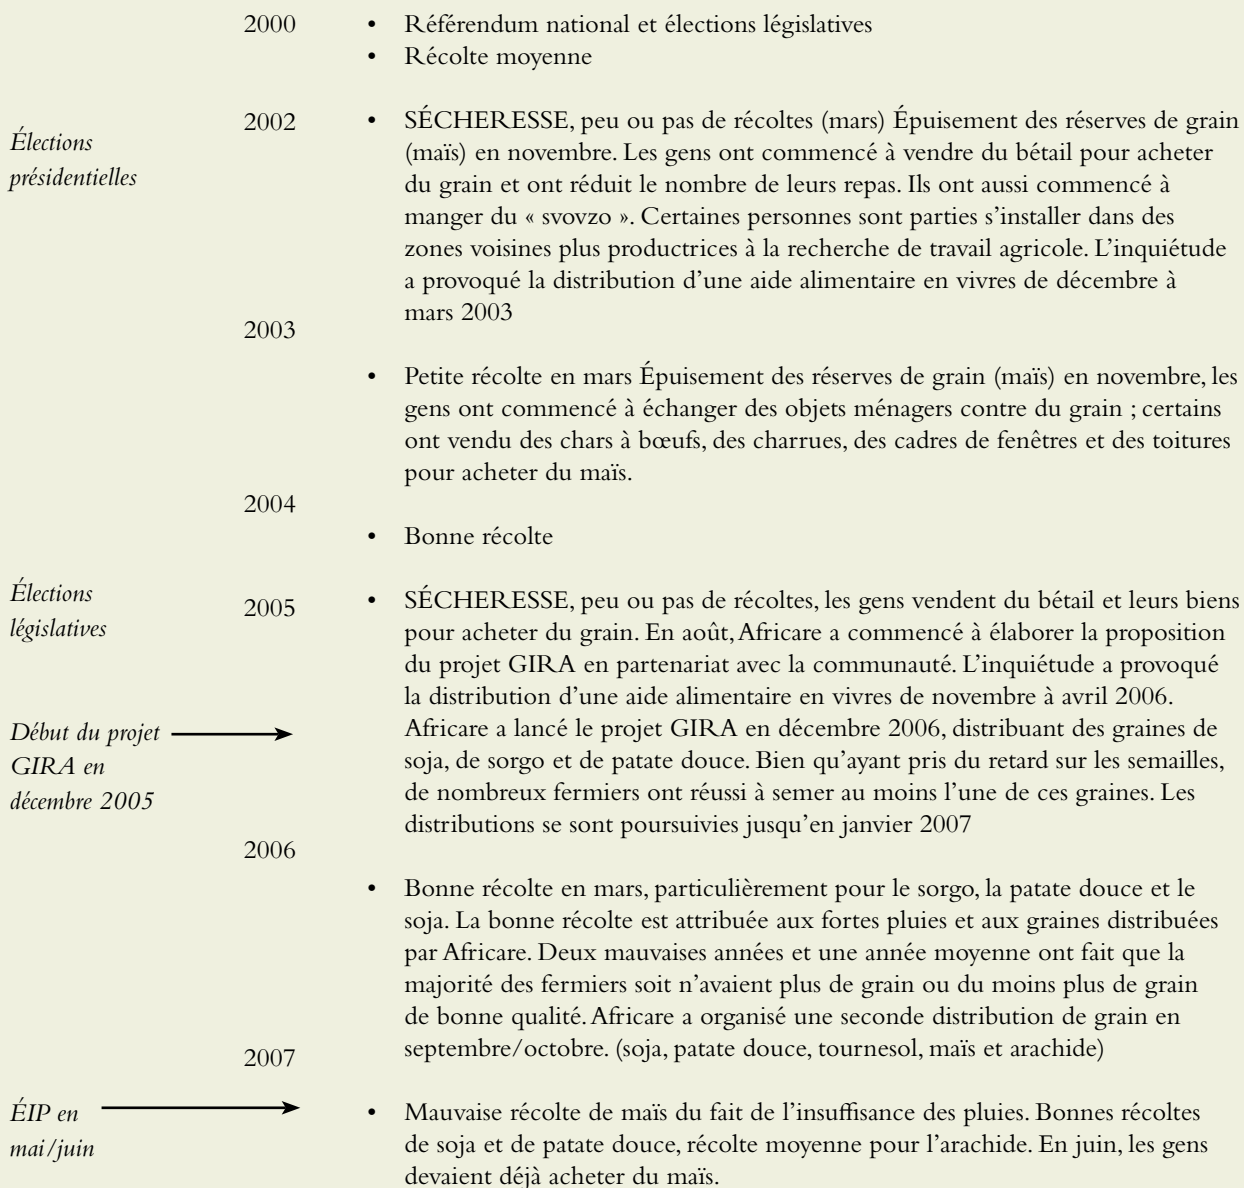 2000
• Référendum national et élections législatives
• Récolte moyenne
Élections
présidentielles
2002
• SÉCHERESSE, peu ou pas de récoltes (mars) Épuisement des réserves de grain
(maïs) en novembre. Les gens ont commencé à vendre du bétail pour acheter
du grain et ont réduit le nombre de leurs repas. Ils ont aussi commencé à
manger du « svovzo ». Certaines personnes sont parties s’installer dans des
zones voisines plus productrices à la recherche de travail agricole. L’inquiétude
a provoqué la distribution d’une aide alimentaire en vivres de décembre à
mars 2003
2003
• Petite récolte en mars Épuisement des réserves de grain (maïs) en novembre, les
gens ont commencé à échanger des objets ménagers contre du grain ; certains
ont vendu des chars à bœufs, des charrues, des cadres de fenêtres et des toitures
pour acheter du maïs.
2004
• Bonne récolte
Élections
législatives
2005
• SÉCHERESSE, peu ou pas de récoltes, les gens vendent du bétail et leurs biens
pour acheter du grain. En août, Africare a commencé à élaborer la proposition
du projet GIRA en partenariat avec la communauté. L’inquiétude a provoqué
la distribution d’une aide alimentaire en vivres de novembre à avril 2006.
Africare a lancé le projet GIRA en décembre 2006, distribuant des graines de
soja, de sorgo et de patate douce. Bien qu’ayant pris du retard sur les semailles,
de nombreux fermiers ont réussi à semer au moins l’une de ces graines. Les
distributions se sont poursuivies jusqu’en janvier 2007
Début du projet
GIRA en
décembre 2005
2006
• Bonne récolte en mars, particulièrement pour le sorgo, la patate douce et le
soja. La bonne récolte est attribuée aux fortes pluies et aux graines distribuées
par Africare. Deux mauvaises années et une année moyenne ont fait que la
majorité des fermiers soit n’avaient plus de grain ou du moins plus de grain
de bonne qualité. Africare a organisé une seconde distribution de grain en
septembre/octobre. (soja, patate douce, tournesol, maïs et arachide)
2007
ÉIP en
mai/juin
• Mauvaise récolte de maïs du fait de l’insuffisance des pluies. Bonnes récoltes
de soja et de patate douce, récolte moyenne pour l’arachide. En juin, les gens
devaient déjà acheter du maïs.